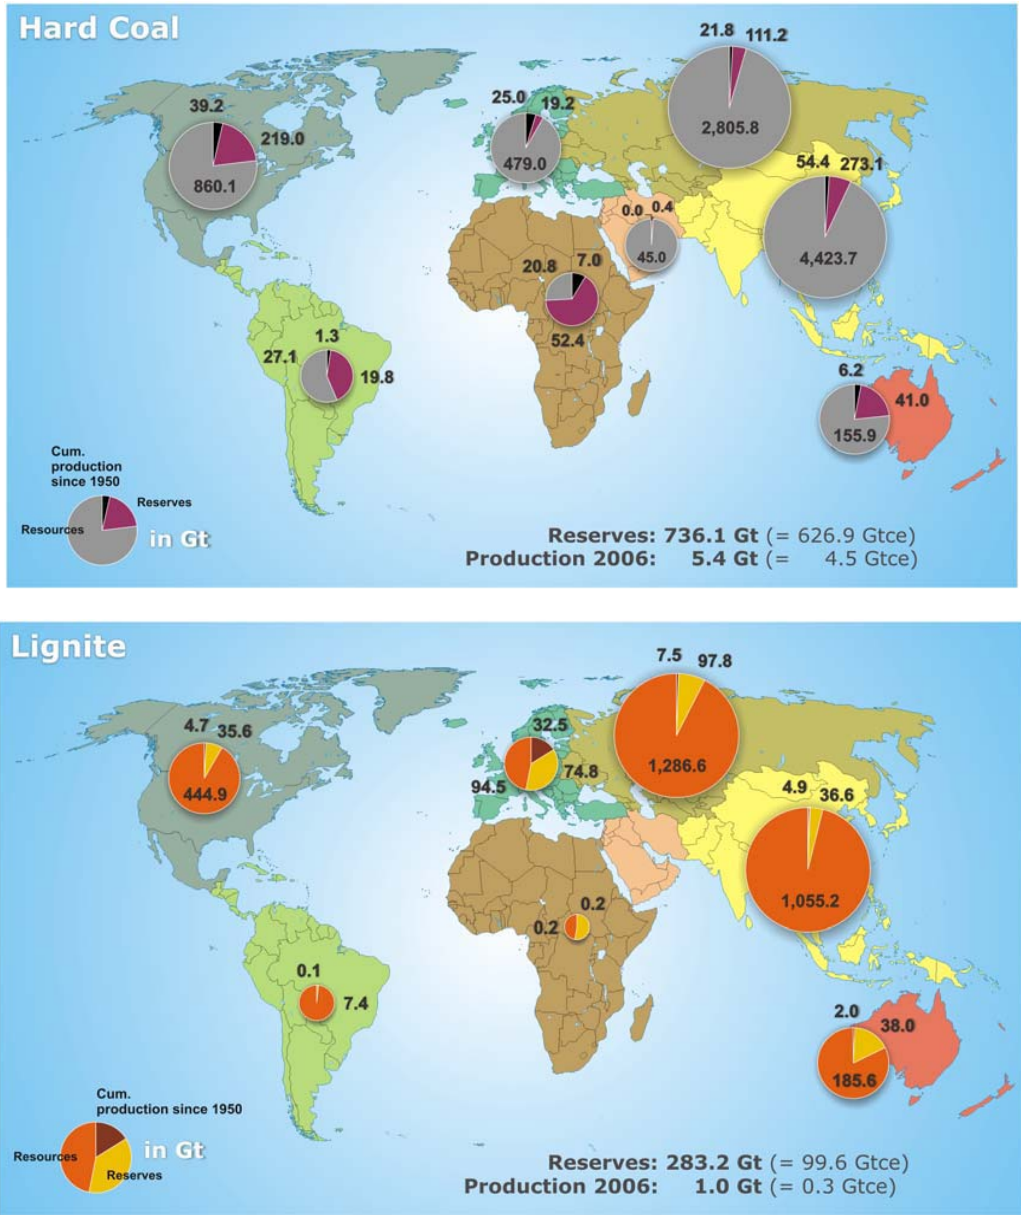 Hard Coal
21.8
111.2
2,805.8
39.2
219.0
860.1
25.0
19.2
479.0
54.4
273.1
4,423.7
0.0
0.4
45.0
20.8
7.0
52.4
1.3
27.1
19.8
6.2
41.0
155.9
Cum.
production
since 1950
Reserves
Resources
in Gt
Reserves: 736.1 Gt (= 626.9 Gtce)
Production 2006: 5.4 Gt (= 4.5 Gtce)
Lignite
7.5
97.8
1,286.6
4.7
35.6
444.9
32.5
74.8
94.5
4.9
36.6
1,055.2
0.2
0.2
0.1
7.4
2.0
38.0
185.6
Cum.
production since 1950
Resources
in Gt
Reserves
Reserves: 283.2 Gt (= 99.6 Gtce)
Production 2006: 1.0 Gt (= 0.3 Gtce)